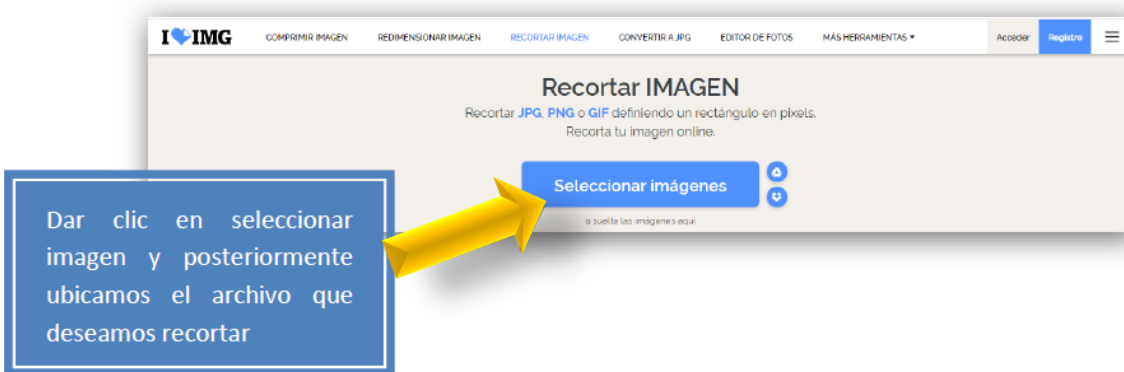 I IMG COMPRIMIR IMAGEN REDIMENSIONAR IMAGEN RECORTAR IMAGEN CONVERTIR A JPG EDITOR DE FOTOS MÁS HERRAMIENTAS Acceder Registro
Recortar IMAGEN
Recortar JPG, PNG o GIF definiendo un rectángulo en pixels.
Recorta tu imagen online.
Seleccionar imágenes
o suelta las imágenes aquí
Dar clic en seleccionar
imagen y posteriormente
ubicamos el archivo que
deseamos recortar